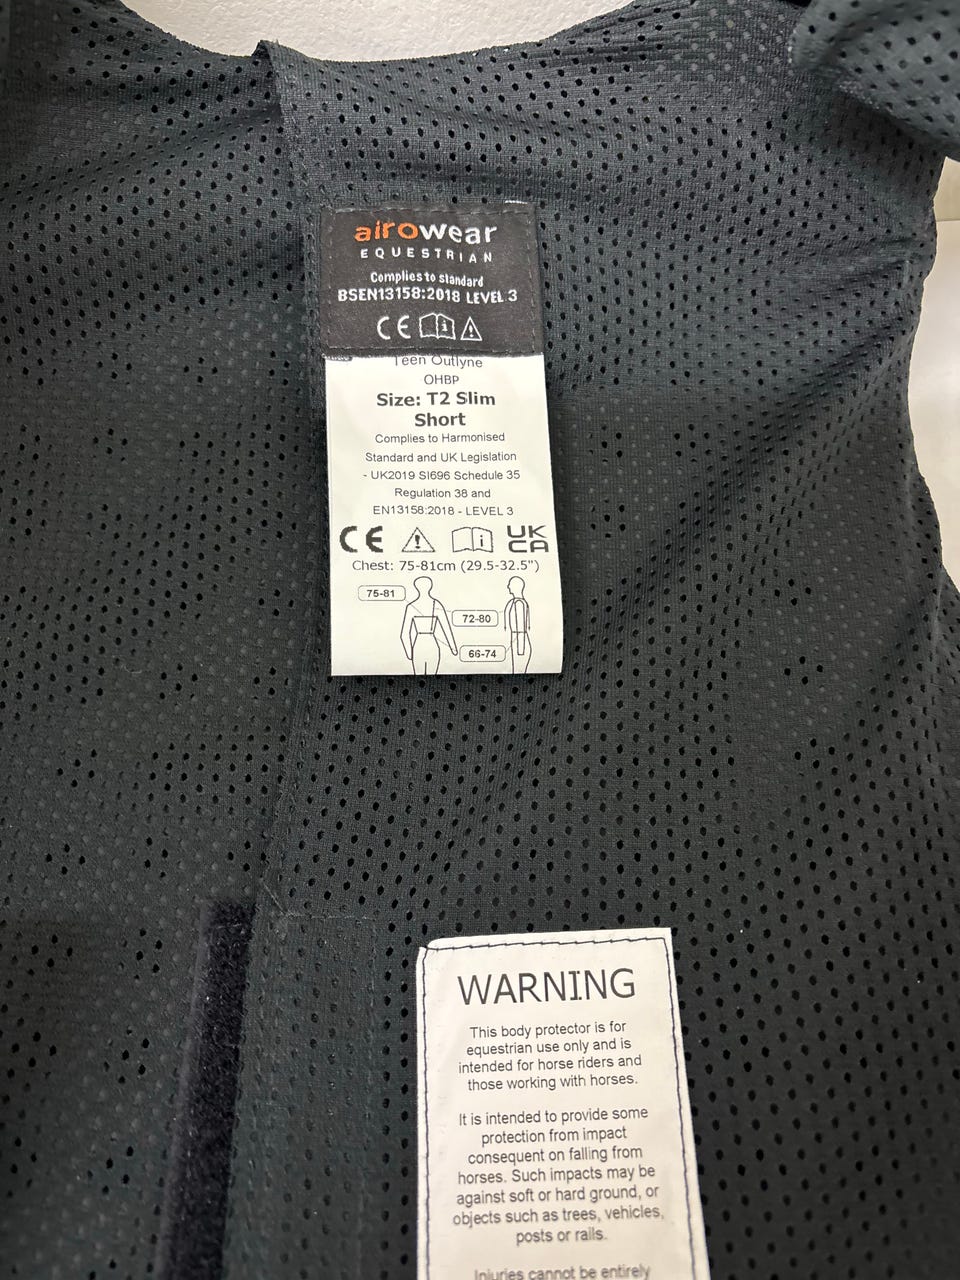 airowear
EQUESTRIAN
Complies to standard
BSEN13158:2018 LEVEL 3
CE
Teen Outlyne
OHBP
Size: T2 Slim
Short
Complies to Harmonised
Standard and UK Legislation
- UK2019 SI696 Schedule 35
Regulation 38 and
EN13158:2018 - LEVEL 3
CE UK
CA
Chest: 75-81cm (29.5-32.5")
75-81
72-80
66-74
WARNING
This body protector is for
equestrian use only and is
intended for horse riders and
those working with horses.
It is intended to provide some
protection from impact
consequent on falling from
horses. Such impacts may be
against soft or hard ground, or
objects such as trees, vehicles,
posts or rails.
Injuries cannot be entirely